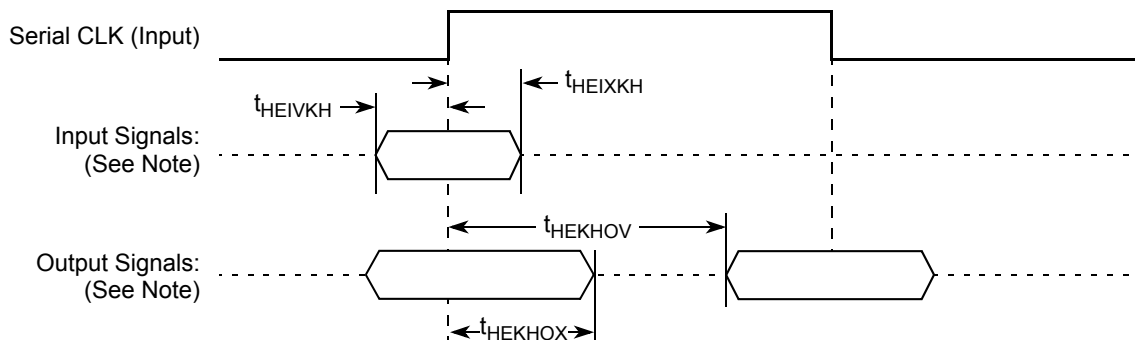 Serial CLK (Input)
tHEIXKH
tHEIVKH
Input Signals:
(See Note)
tHEKHOV
Output Signals:
(See Note)
tHEKHOX